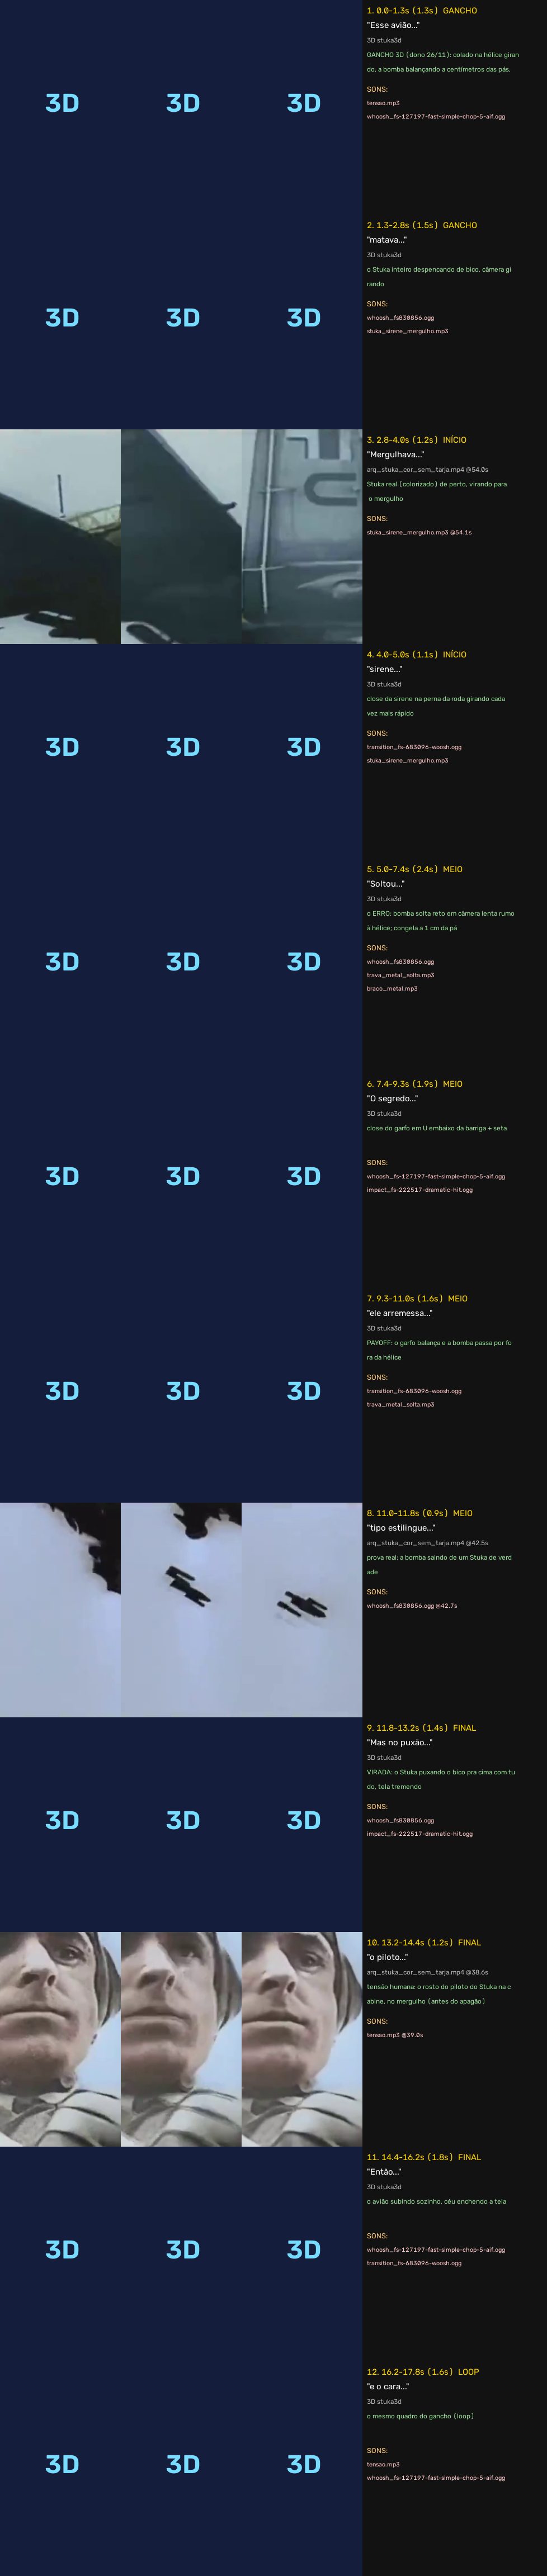 3D 3D 3D
1. 0.0-1.3s (1.3s) GANCHO
"Esse avião..."
3D stuka3d
GANCHO 3D (dono 26/11): colado na hélice giran
do, a bomba balançando a centímetros das pás,
SONS:
tensao.mp3
whoosh_fs-127197-fast-simple-chop-5-aif.ogg
3D 3D 3D
2. 1.3-2.8s (1.5s) GANCHO
"matava..."
3D stuka3d
o Stuka inteiro despencando de bico, câmera gi
rando
SONS:
whoosh_fs830856.ogg
stuka_sirene_mergulho.mp3
3. 2.8-4.0s (1.2s) INÍCIO
"Mergulhava..."
arq_stuka_cor_sem_tarja.mp4 @54.0s
Stuka real (colorizado) de perto, virando para
o mergulho
SONS:
stuka_sirene_mergulho.mp3 @54.1s
3D 3D 3D
4. 4.0-5.0s (1.1s) INÍCIO
"sirene..."
3D stuka3d
close da sirene na perna da roda girando cada
vez mais rápido
SONS:
transition_fs-683096-woosh.ogg
stuka_sirene_mergulho.mp3
3D 3D 3D
5. 5.0-7.4s (2.4s) MEIO
"Soltou..."
3D stuka3d
o ERRO: bomba solta reto em câmera lenta rumo
à hélice; congela a 1 cm da pá
SONS:
whoosh_fs830856.ogg
trava_metal_solta.mp3
braco_metal.mp3
3D 3D 3D
6. 7.4-9.3s (1.9s) MEIO
"O segredo..."
3D stuka3d
close do garfo em U embaixo da barriga + seta
SONS:
whoosh_fs-127197-fast-simple-chop-5-aif.ogg
impact_fs-222517-dramatic-hit.ogg
3D 3D 3D
7. 9.3-11.0s (1.6s) MEIO
"ele arremessa..."
3D stuka3d
PAYOFF: o garfo balança e a bomba passa por fo
ra da hélice
SONS:
transition_fs-683096-woosh.ogg
trava_metal_solta.mp3
8. 11.0-11.8s (0.9s) MEIO
"tipo estilingue..."
arq_stuka_cor_sem_tarja.mp4 @42.5s
prova real: a bomba saindo de um Stuka de verd
ade
SONS:
whoosh_fs830856.ogg @42.7s
3D 3D 3D
9. 11.8-13.2s (1.4s) FINAL
"Mas no puxão..."
3D stuka3d
VIRADA: o Stuka puxando o bico pra cima com tu
do, tela tremendo
SONS:
whoosh_fs830856.ogg
impact_fs-222517-dramatic-hit.ogg
10. 13.2-14.4s (1.2s) FINAL
"o piloto..."
arq_stuka_cor_sem_tarja.mp4 @38.6s
tensão humana: o rosto do piloto do Stuka na c
abine, no mergulho (antes do apagão)
SONS:
tensao.mp3 @39.0s
3D 3D 3D
11. 14.4-16.2s (1.8s) FINAL
"Então..."
3D stuka3d
o avião subindo sozinho, céu enchendo a tela
SONS:
whoosh_fs-127197-fast-simple-chop-5-aif.ogg
transition_fs-683096-woosh.ogg
3D 3D 3D
12. 16.2-17.8s (1.6s) LOOP
"e o cara..."
3D stuka3d
o mesmo quadro do gancho (loop)
SONS:
tensao.mp3
whoosh_fs-127197-fast-simple-chop-5-aif.ogg